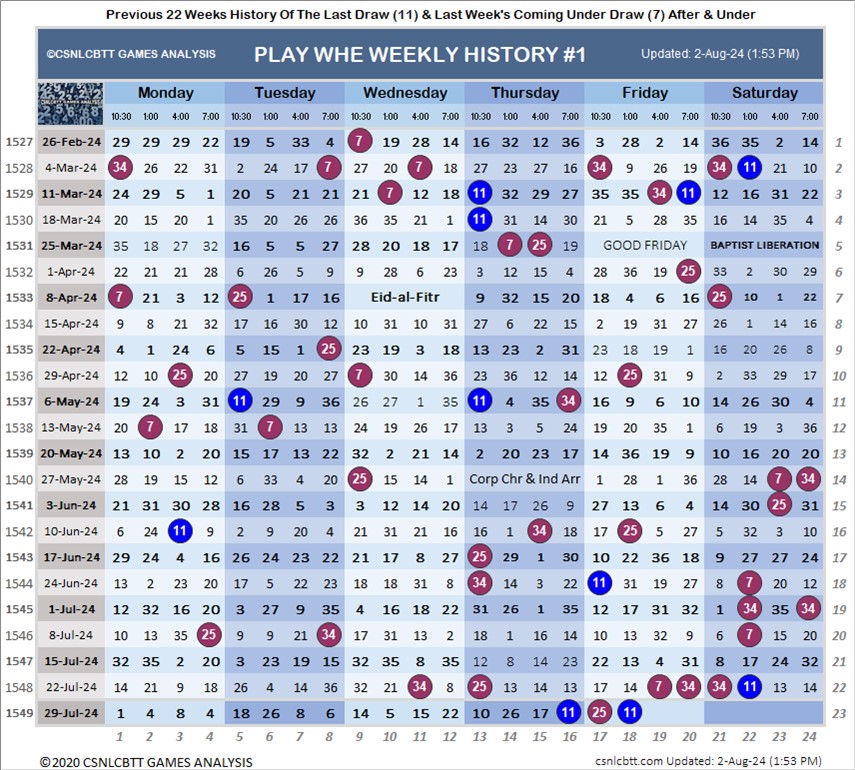 Previous 22 Weeks History Of The Last Draw (11) & Last Week's Coming Under Draw (7) After & Under
©CSNLCBTT GAMES ANALYSIS PLAY WHE WEEKLY HISTORY #1 Updated: 2-Aug-24 (1:53 PM)
Monday Tuesday Wednesday Thursday Friday Saturday
10:30 1:00 4:00 7:00 10:30 1:00 4:00 7:00 10:30 1:00 4:00 7:00 10:30 1:00 4:00 7:00 10:30 1:00 4:00 7:00 10:30 1:00 4:00 7:00
1527 26-Feb-24 29 29 29 22 19 5 33 4 7 19 28 14 16 32 12 36 3 28 2 14 36 35 2 14 1
1528 4-Mar-24 34 26 22 31 2 24 17 7 27 20 7 14 27 23 27 16 34 9 26 19 34 11 21 10 2
1529 11-Mar-24 24 29 5 1 20 5 21 21 21 7 12 18 11 32 29 27 35 35 34 11 12 16 31 22 3
1530 18-Mar-24 20 15 20 1 35 20 26 26 36 35 21 1 11 31 14 30 21 5 28 35 16 14 35 4 4
1531 25-Mar-24 35 18 27 32 16 5 5 27 28 20 18 17 18 7 25 19 GOOD FRIDAY BAPTIST LIBERATION 5
1532 1-Apr-24 22 21 21 28 6 26 5 9 9 28 6 23 3 12 15 4 28 36 19 25 33 2 30 29 6
1533 8-Apr-24 7 21 3 12 25 1 17 16 Eid-al-Fitr 9 32 15 20 18 4 6 16 25 10 1 22 7
1534 15-Apr-24 9 8 21 32 17 16 30 12 10 31 10 31 27 6 22 15 2 19 31 27 26 1 14 16 8
1535 22-Apr-24 4 1 24 6 5 15 1 25 23 19 3 18 13 23 2 31 23 18 19 1 16 20 26 8 9
1536 29-Apr-24 12 10 25 20 27 19 20 27 7 30 14 36 23 36 12 14 12 25 31 19 2 33 29 17 10
1537 6-May-24 19 24 3 31 11 29 9 36 26 27 1 35 11 4 35 34 16 9 6 10 14 26 30 4 11
1538 13-May-24 20 7 17 18 31 7 13 13 24 19 26 17 13 3 5 24 19 20 35 1 6 19 3 36 12
1539 20-May-24 13 10 2 20 15 17 13 22 32 2 21 14 2 20 23 17 14 36 19 9 10 16 20 20 13
1540 27-May-24 28 19 15 12 6 33 4 20 25 15 14 1 Corp Chr & Ind Arr 1 28 1 36 28 14 7 34 14
1541 3-Jun-24 21 31 30 28 16 28 5 3 3 12 14 20 14 17 26 9 27 13 6 4 14 30 25 31 15
1542 10-Jun-24 6 24 11 9 2 9 20 4 21 31 21 16 16 1 34 18 17 25 27 4 5 32 3 10 16
1543 17-Jun-24 29 24 4 16 26 24 23 22 21 17 8 27 25 29 1 30 10 22 36 18 9 27 27 24 17
1544 24-Jun-24 13 2 23 20 17 5 22 23 18 18 31 8 34 14 3 22 11 31 19 27 8 7 20 12 18
1545 1-Jul-24 12 32 16 20 3 27 9 35 4 16 18 22 31 26 1 35 12 17 31 32 1 34 35 34 19
1546 8-Jul-24 10 13 35 25 9 9 21 34 17 31 13 2 18 1 16 14 10 32 9 9 6 7 15 20 20
1547 15-Jul-24 32 35 2 20 3 23 19 15 32 35 8 35 12 8 14 23 22 13 4 31 8 17 24 32 21
1548 22-Jul-24 14 21 9 18 26 4 14 36 32 21 34 8 25 13 14 13 17 14 7 34 34 11 13 14 22
1549 29-Jul-24 1 4 8 4 18 26 8 6 14 5 15 22 10 26 17 11 25 11 23
1 2 3 4 5 6 7 8 9 10 11 12 13 14 15 16 17 18 19 20 21 22 23 24
©2020 CSNLCBTT GAMES ANALYSIS csnlcbtt.com Updated: 2-Aug-24 (1:53 PM)